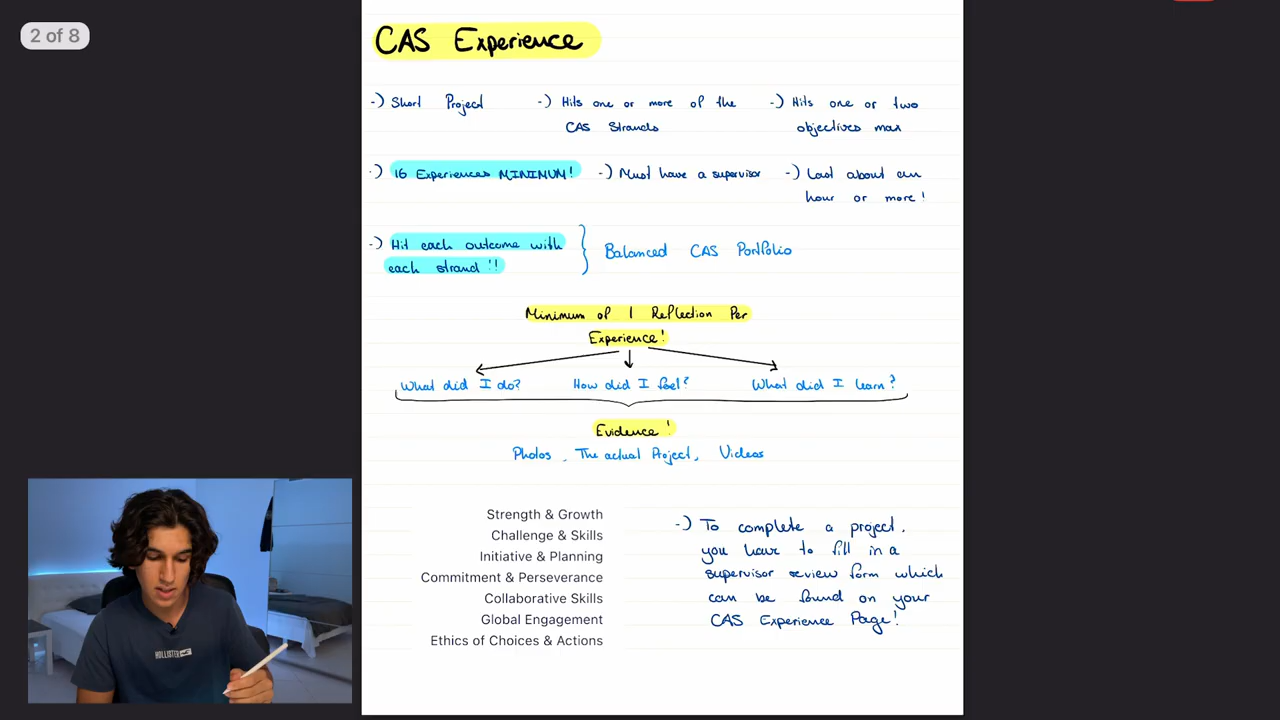 2 of 8
CAS Experience
-) Short Project
-) Hits one or more of the
CAS Strands
-) Hits one or two
objectives max
-) 16 Experiences MINIMUM!
-) Must have a supervisor
-) Last about an
hour or more!
-) Hit each outcome with
each strand!!
Balanced CAS Portfolio
Minimum of 1 Reflection Per
Experience!
What did I do?
How did I feel?
What did I learn?
Evidence!
Photos, The actual Project, Videos
Strength & Growth
Challenge & Skills
Initiative & Planning
Commitment & Perseverance
Collaborative Skills
Global Engagement
Ethics of Choices & Actions
-) To complete a project.
you have to fill in a
supervisor review form which
can be found on your
CAS Experience Page!
HOLLISTER